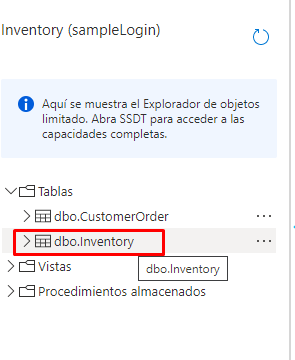 Inventory (sampleLogin)
Aquí se muestra el Explorador de objetos
limitado. Abra SSDT para acceder a las
capacidades completas.
Tablas
dbo.CustomerOrder
dbo.Inventory
Vistas
dbo.Inventory
Procedimientos almacenados